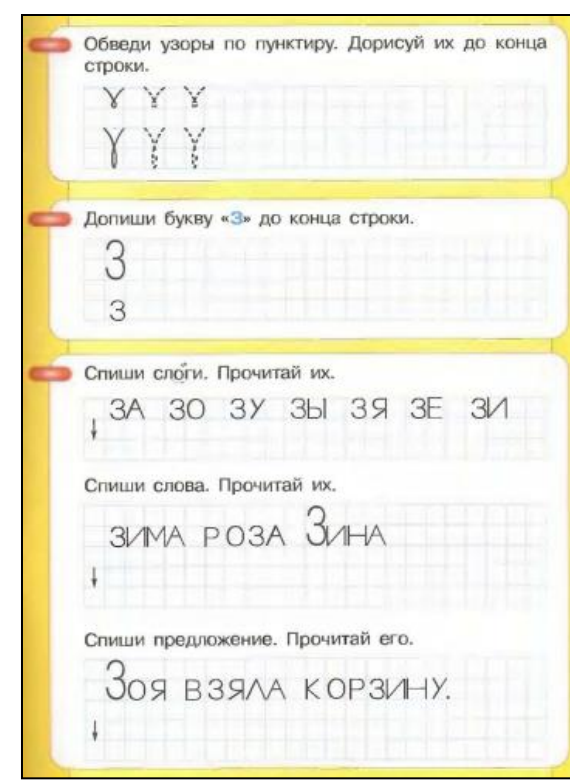 Обведи узоры по пунктиру. Дорисуй их до конца
строки.
Допиши букву «З» до конца строки.
З
з
Спиши слоги. Прочитай их.
ЗА ЗО ЗУ ЗЫ ЗЯ ЗЕ ЗИ
Спиши слова. Прочитай их.
ЗИМА РОЗА ЗИНА
Спиши предложение. Прочитай его.
ЗОЯ ВЗЯЛА КОРЗИНУ.